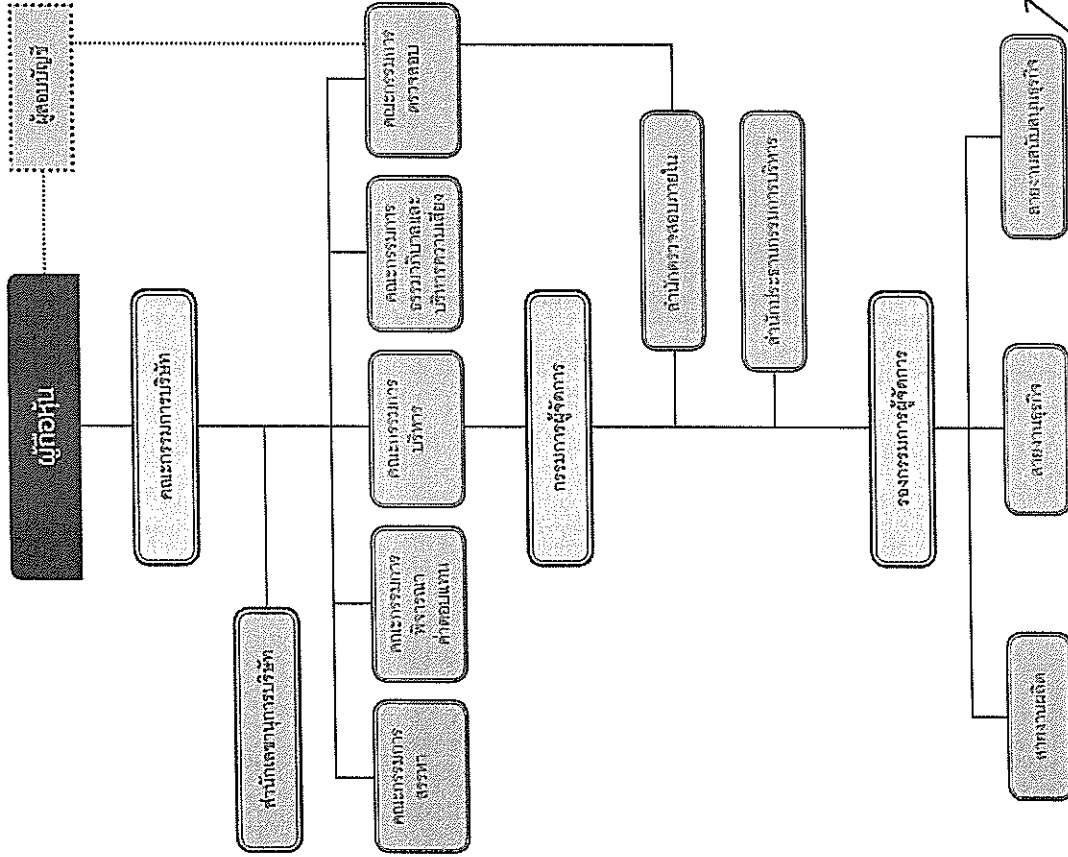 ผู้ถือหุ้น
ผู้สอบบัญชี
คณะกรรมการบริษัท
สำนักเลขานุการบริษัท
คณะกรรมการ
สรรหา
คณะกรรมการ
พิจารณา
ค่าตอบแทน
คณะกรรมการ
บริหาร
คณะกรรมการ
ธรรมาภิบาลและ
บริหารความเสี่ยง
คณะกรรมการ
ตรวจสอบ
กรรมการผู้จัดการ
สำนักตรวจสอบภายใน
สำนักประธานกรรมการบริหาร
รองกรรมการผู้จัดการ
สายงานผลิต
สายงานธุรกิจ
สายงานสนับสนุนธุรกิจ